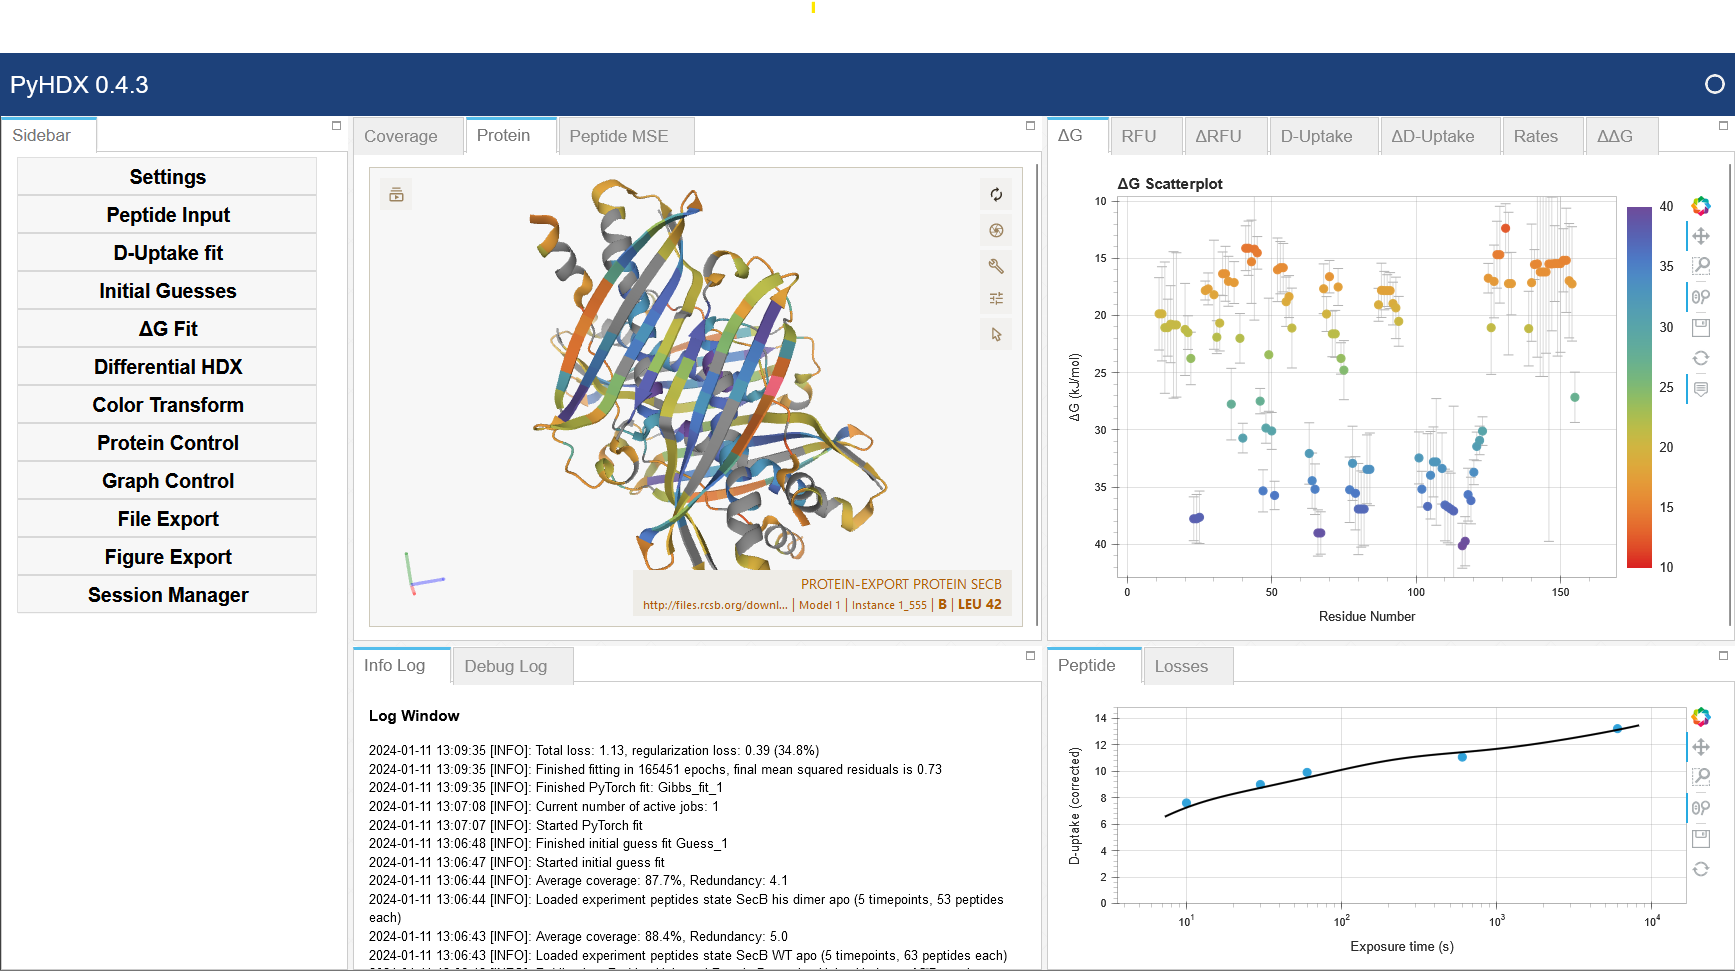 PyHDX 0.4.3
Sidebar
Settings
Peptide Input
D-Uptake fit
Initial Guesses
ΔG Fit
Differential HDX
Color Transform
Protein Control
Graph Control
File Export
Figure Export
Session Manager
Coverage
Protein
Peptide MSE
PROTEIN-EXPORT PROTEIN SECB
http://files.rcsb.org/downl... | Model 1 | Instance 1_555 | B | LEU 42
ΔG
RFU
ΔRFU
D-Uptake
ΔD-Uptake
Rates
ΔΔG
ΔG Scatterplot
10
15
20
25
30
35
40
ΔG (kJ/mol)
0
50
100
150
Residue Number
40
35
30
25
20
15
10
Info Log
Debug Log
Log Window
2024-01-11 13:09:35 [INFO]: Total loss: 1.13, regularization loss: 0.39 (34.8%)
2024-01-11 13:09:35 [INFO]: Finished fitting in 165451 epochs, final mean squared residuals is 0.73
2024-01-11 13:09:35 [INFO]: Finished PyTorch fit: Gibbs_fit_1
2024-01-11 13:07:08 [INFO]: Current number of active jobs: 1
2024-01-11 13:07:07 [INFO]: Started PyTorch fit
2024-01-11 13:06:48 [INFO]: Finished initial guess fit Guess_1
2024-01-11 13:06:47 [INFO]: Started initial guess fit
2024-01-11 13:06:44 [INFO]: Average coverage: 87.7%, Redundancy: 4.1
2024-01-11 13:06:44 [INFO]: Loaded experiment peptides state SecB his dimer apo (5 timepoints, 53 peptides
each)
2024-01-11 13:06:43 [INFO]: Average coverage: 88.4%, Redundancy: 5.0
2024-01-11 13:06:43 [INFO]: Loaded experiment peptides state SecB WT apo (5 timepoints, 63 peptides each)
Peptide
Losses
14
12
10
8
6
4
2
0
D-uptake (corrected)
10¹
10²
10³
10⁴
Exposure time (s)